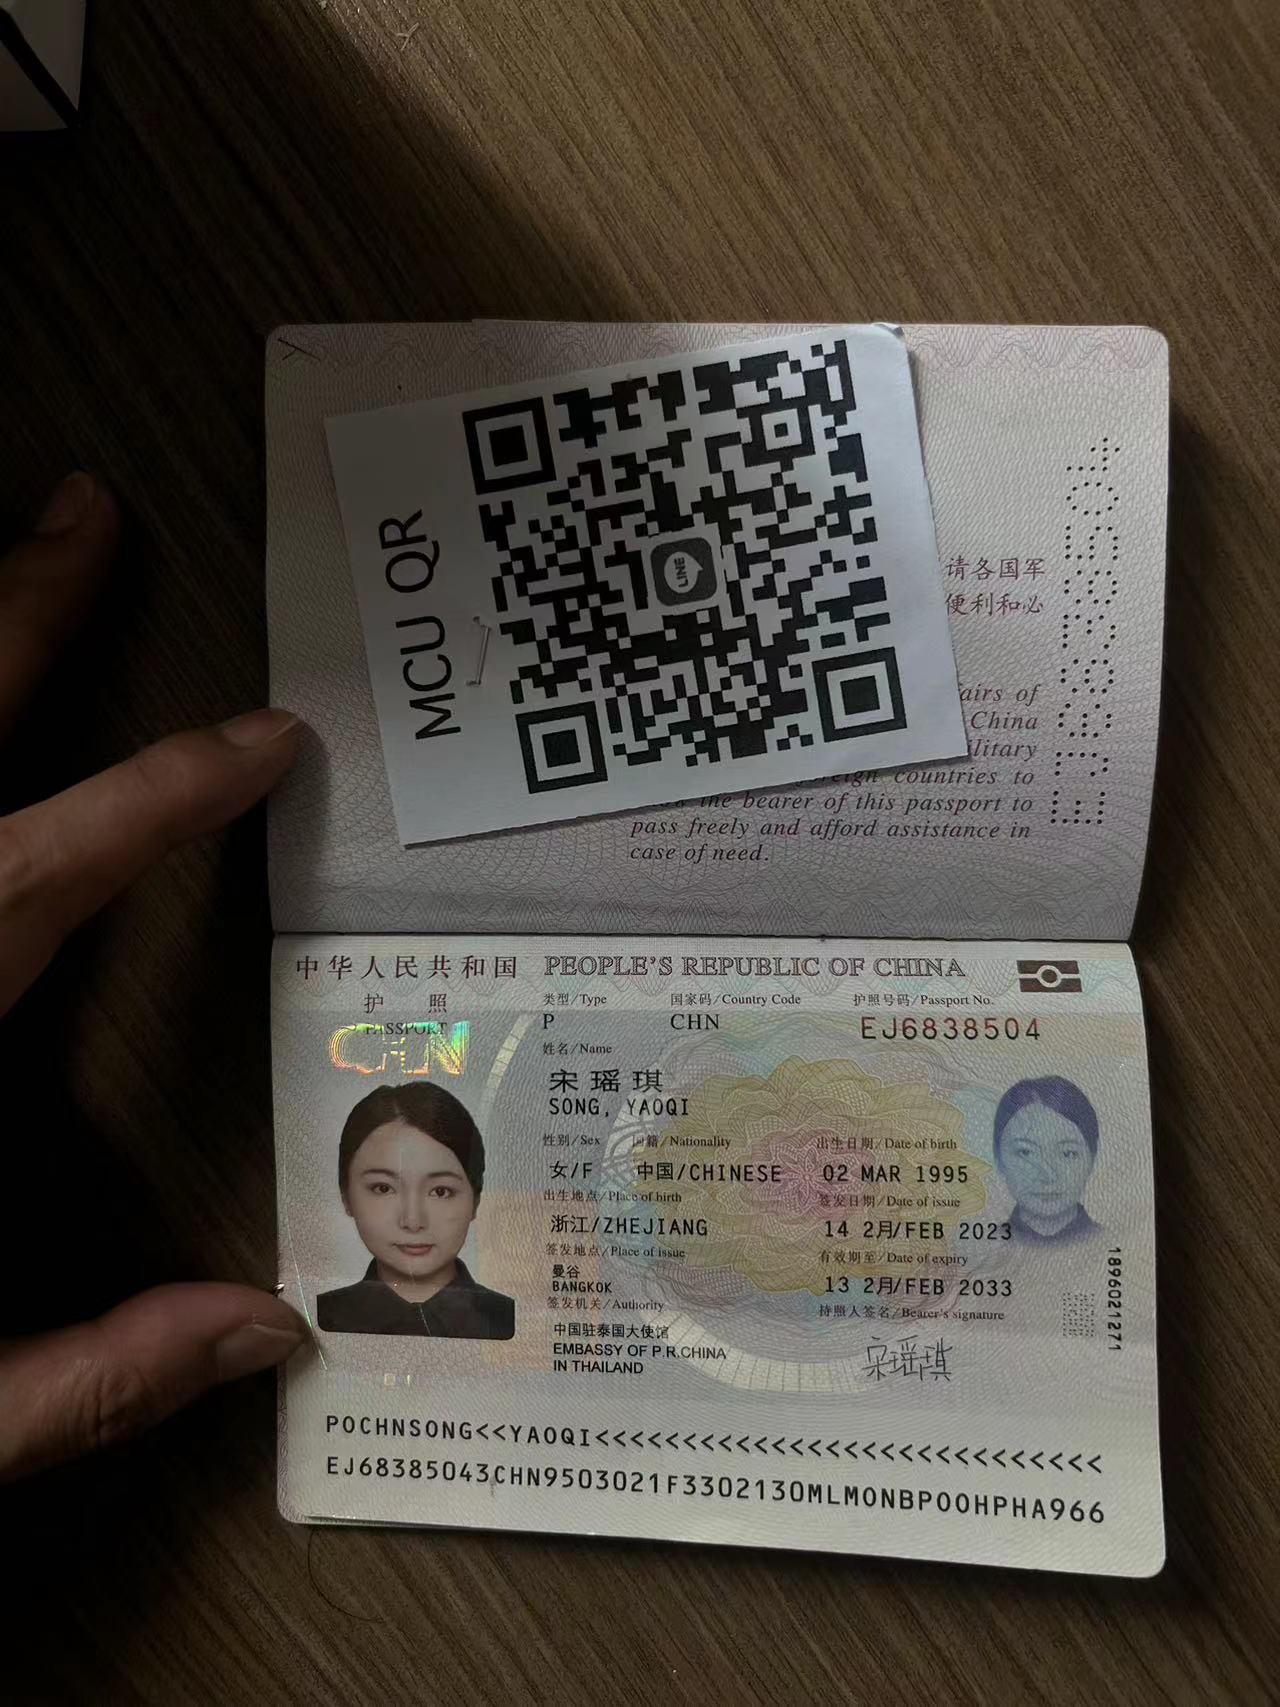 MCU QR
LINE
请各国军
便利和必
airs of
China
ilitary
foreign countries to
the bearer of this passport to
pass freely and afford assistance in
case of need.
EJ6838504
中华人民共和国 PEOPLE'S REPUBLIC OF CHINA
护 照
PASSPORT
CHN
类型/Type 国家码/Country Code 护照号码/Passport No.
P CHN EJ6838504
姓名/Name
宋瑶琪
SONG, YAOQI
性别/Sex 国籍/Nationality 出生日期/Date of birth
女/F 中国/CHINESE 02 MAR 1995
出生地点/Place of birth 签发日期/Date of issue
浙江/ZHEJIANG 14 2月/FEB 2023
签发地点/Place of issue 有效期至/Date of expiry
曼谷
BANGKOK 13 2月/FEB 2033
签发机关/Authority 持照人签名/Bearer's signature
中国驻泰国大使馆
EMBASSY OF P.R.CHINA
IN THAILAND
宋瑶琪
1896021271
POCHNSONG<<YAOQI<<<<<<<<<<<<<<<<<<<<<<<<<<<<
EJ68385043CHN9503021F3302130MLMONBPOOHPHA966